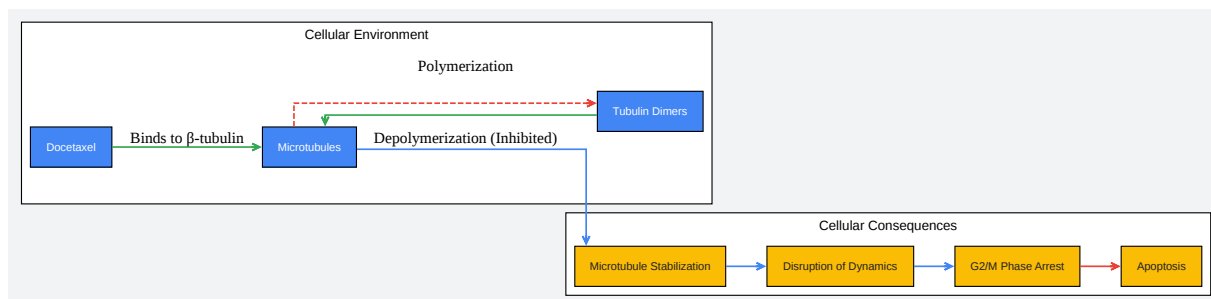 Cellular Environment
Polymerization
Tubulin Dimers
Docetaxel
Binds to β-tubulin
Microtubules
Depolymerization (Inhibited)
Cellular Consequences
Microtubule Stabilization
Disruption of Dynamics
G2/M Phase Arrest
Apoptosis